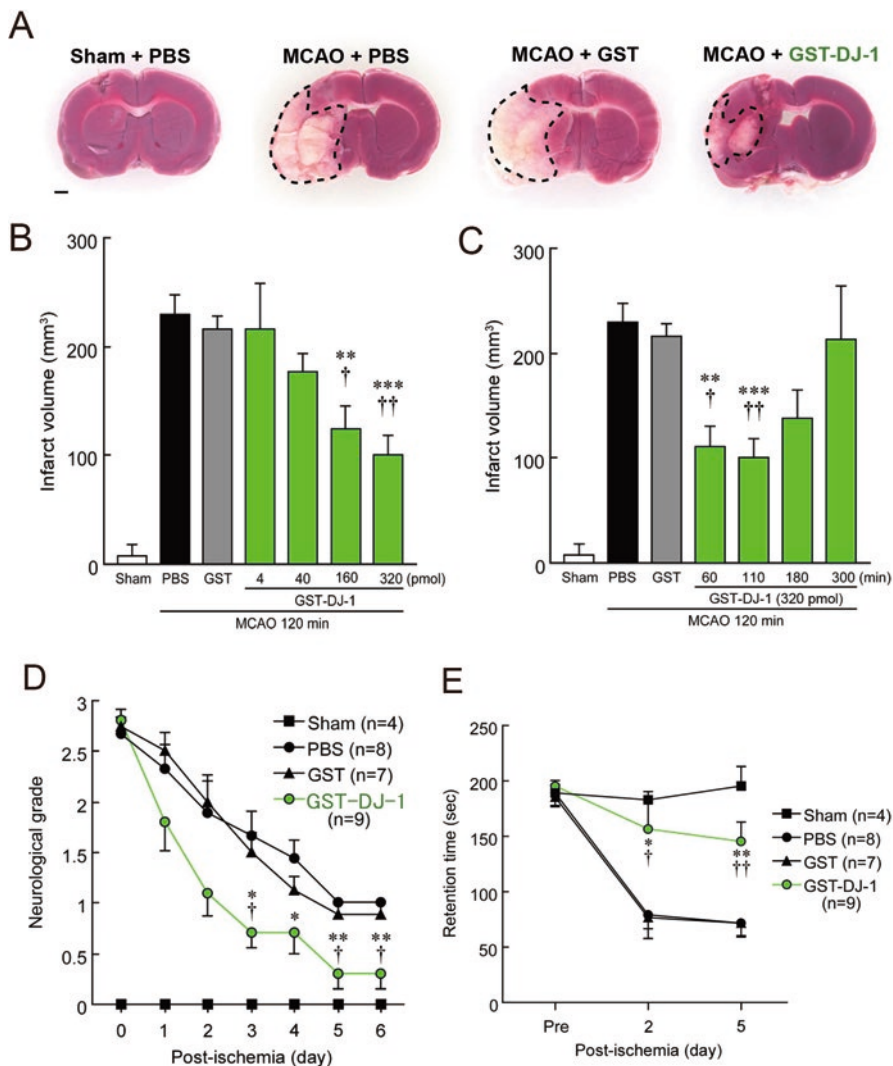 A
Sham + PBS
MCAO + PBS
MCAO + GST
MCAO + GST-DJ-1
B
Infarct volume (mm³)
300
200
100
0
**
†
***
††
Sham
PBS
GST
4
40
160
320 (pmol)
GST-DJ-1
MCAO 120 min
C
Infarct volume (mm³)
300
200
100
0
**
†
***
††
Sham
PBS
GST
60
110
180
300 (min)
GST-DJ-1 (320 pmol)
MCAO 120 min
D
Neurological grade
3
2.5
2
1.5
1
0.5
0
Sham (n=4)
PBS (n=8)
GST (n=7)
GST-DJ-1
(n=9)
*
†
*
**
†
**
†
0 1 2 3 4 5 6
Post-ischemia (day)
E
Retention time (sec)
250
200
150
100
50
0
Sham (n=4)
PBS (n=8)
GST (n=7)
GST-DJ-1
(n=9)
*
†
**
††
Pre 2 5
Post-ischemia (day)